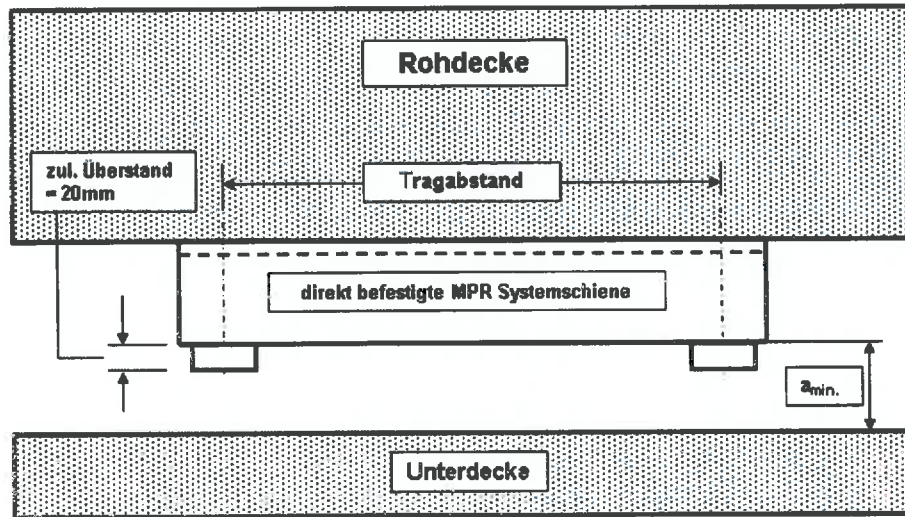 Rohdecke
zul. Überstand
= 20mm
Tragabstand
direkt befestigte MPR Systemschiene
amin.
Unterdecke